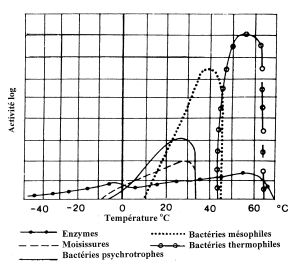 Activité log
-40 -20 0 20 40 60 °C
Température °C
Enzymes
Bactéries mésophiles
Moisissures
Bactéries thermophiles
Bactéries psychrotrophes